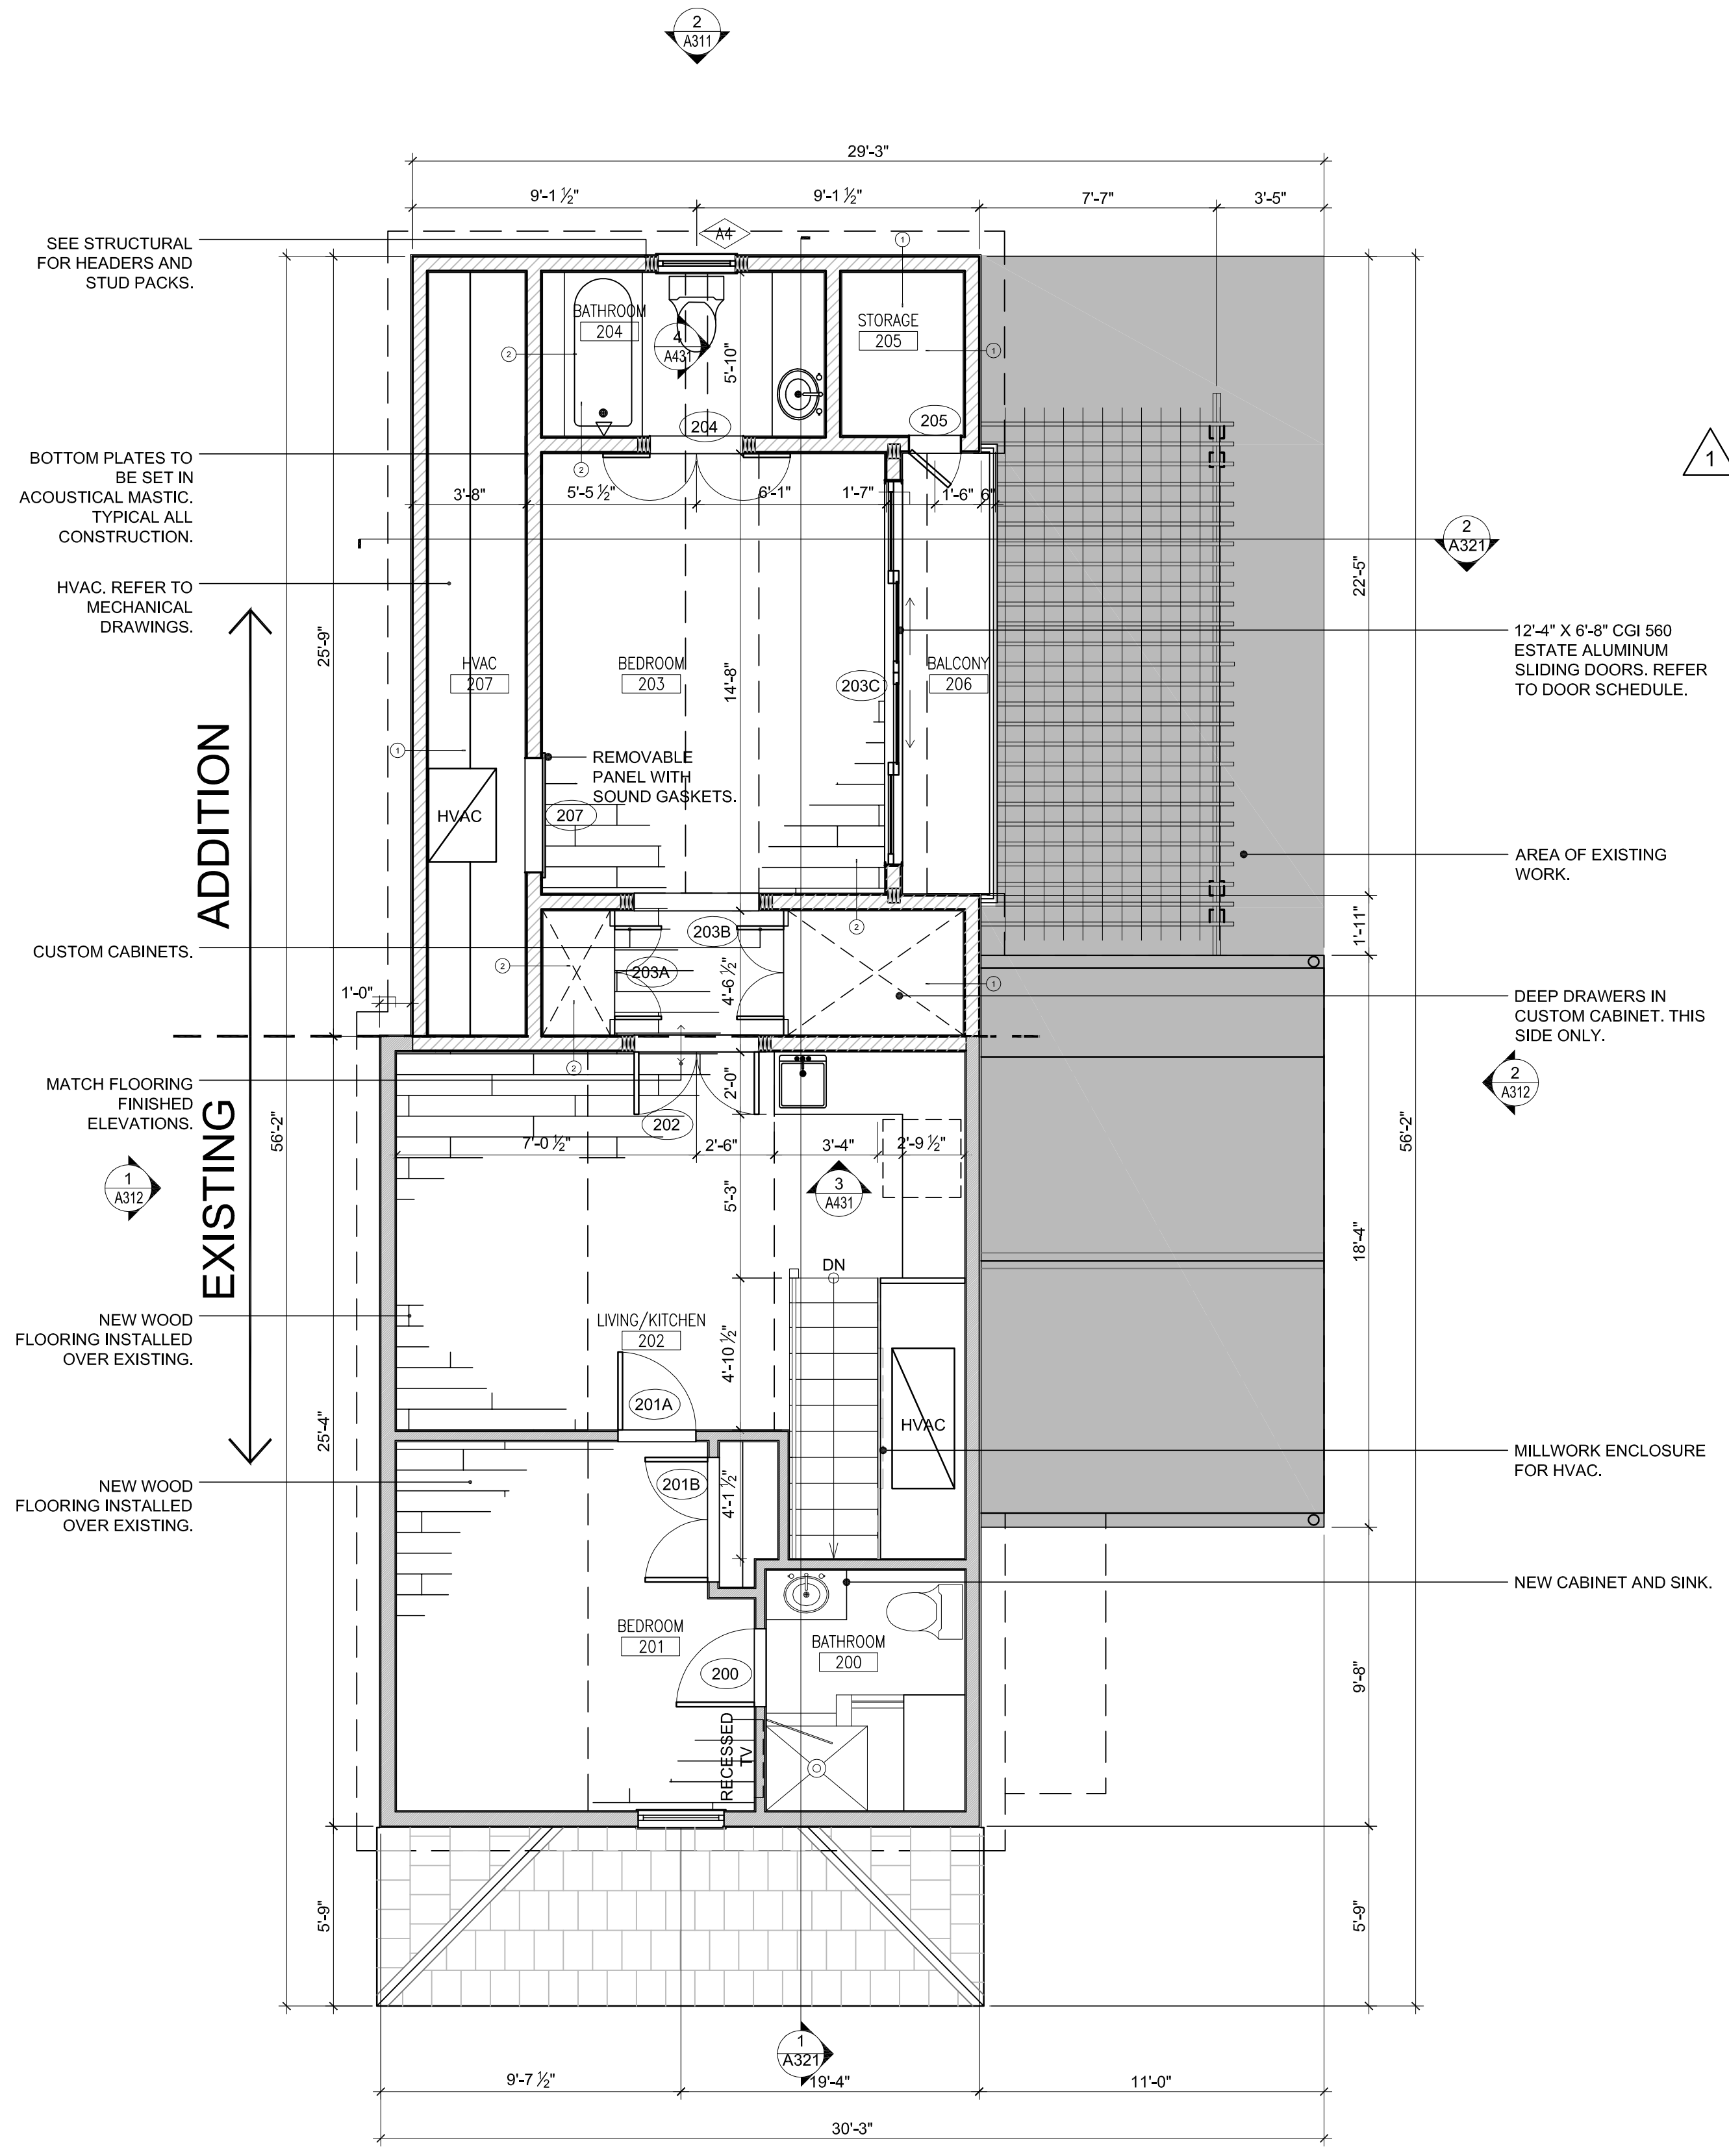 2
A311
29'-3"
9'-1 ½"
9'-1 ½"
7'-7"
3'-5"
A4
SEE STRUCTURAL
FOR HEADERS AND
STUD PACKS.
1
BATHROOM
204
STORAGE
205
4
A431
5'-10"
2
1
204
205
BOTTOM PLATES TO
BE SET IN
ACOUSTICAL MASTIC.
TYPICAL ALL
CONSTRUCTION.
2
1
3'-8"
5'-5 ½"
6'-1"
1'-7"
1'-6"
6"
2
A321
22'-5"
HVAC. REFER TO
MECHANICAL
DRAWINGS.
25'-9"
12'-4" X 6'-8" CGI 560
ESTATE ALUMINUM
SLIDING DOORS. REFER
TO DOOR SCHEDULE.
HVAC
207
BEDROOM
203
14'-8"
203C
BALCONY
206
1
REMOVABLE
PANEL WITH
SOUND GASKETS.
ADDITION
HVAC
207
AREA OF EXISTING
WORK.
CUSTOM CABINETS.
203B
2
1'-11"
2
203A
4'-6 ½"
1
1'-0"
DEEP DRAWERS IN
CUSTOM CABINET. THIS
SIDE ONLY.
MATCH FLOORING
FINISHED
ELEVATIONS.
2
2'-0"
2
A312
EXISTING
56'-2"
202
56'-2"
7'-0 ½"
2'-6"
3'-4"
2'-9 ½"
1
A312
5'-3"
3
A431
18'-4"
DN
NEW WOOD
FLOORING INSTALLED
OVER EXISTING.
LIVING/KITCHEN
202
4'-10 ½"
201A
25'-4"
HVAC
MILLWORK ENCLOSURE
FOR HVAC.
NEW WOOD
FLOORING INSTALLED
OVER EXISTING.
201B
4'-1 ½"
NEW CABINET AND SINK.
BEDROOM
201
BATHROOM
200
200
9'-8"
RECESSED
TV
5'-9"
5'-9"
1
A321
9'-7 ½"
19'-4"
11'-0"
30'-3"